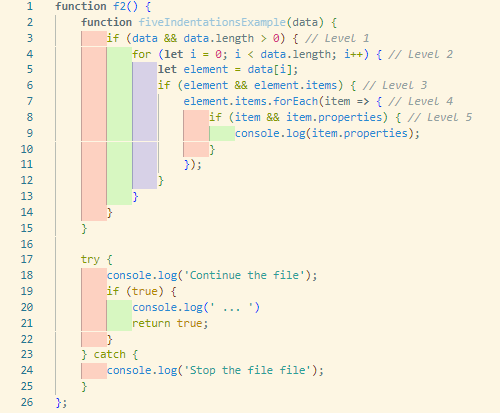 1 function f2() {
2 function fiveIndentationsExample(data) {
3 if (data && data.length > 0) { // Level 1
4 for (let i = 0; i < data.length; i++) { // Level 2
5 let element = data[i];
6 if (element && element.items) { // Level 3
7 element.items.forEach(item => { // Level 4
8 if (item && item.properties) { // Level 5
9 console.log(item.properties);
10 }
11 });
12 }
13 }
14 }
15 }
16
17 try {
18 console.log('Continue the file');
19 if (true) {
20 console.log(' ... ')
21 return true;
22 }
23 } catch {
24 console.log('Stop the file file');
25 }
26 };